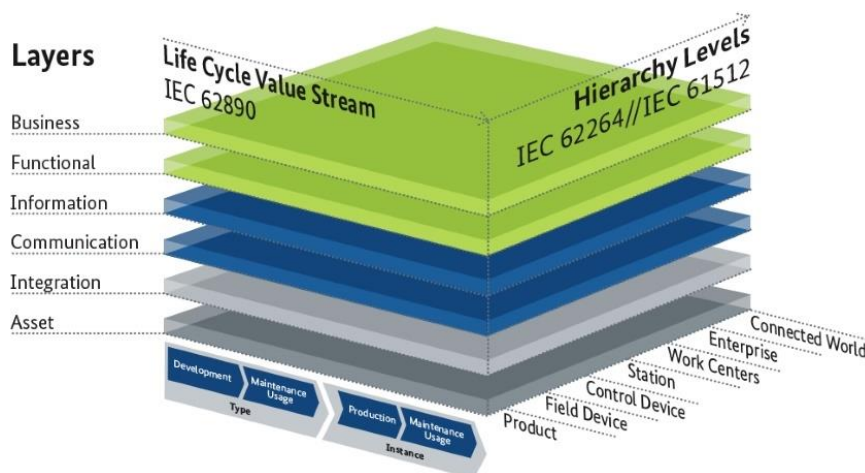 Layers
Life Cycle Value Stream
IEC 62890
Hierarchy Levels
IEC 62264//IEC 61512
Business
Functional
Information
Communication
Integration
Asset
Development
Maintenance
Usage
Type
Production
Maintenance
Usage
Instance
Connected World
Enterprise
Work Centers
Station
Control Device
Field Device
Product